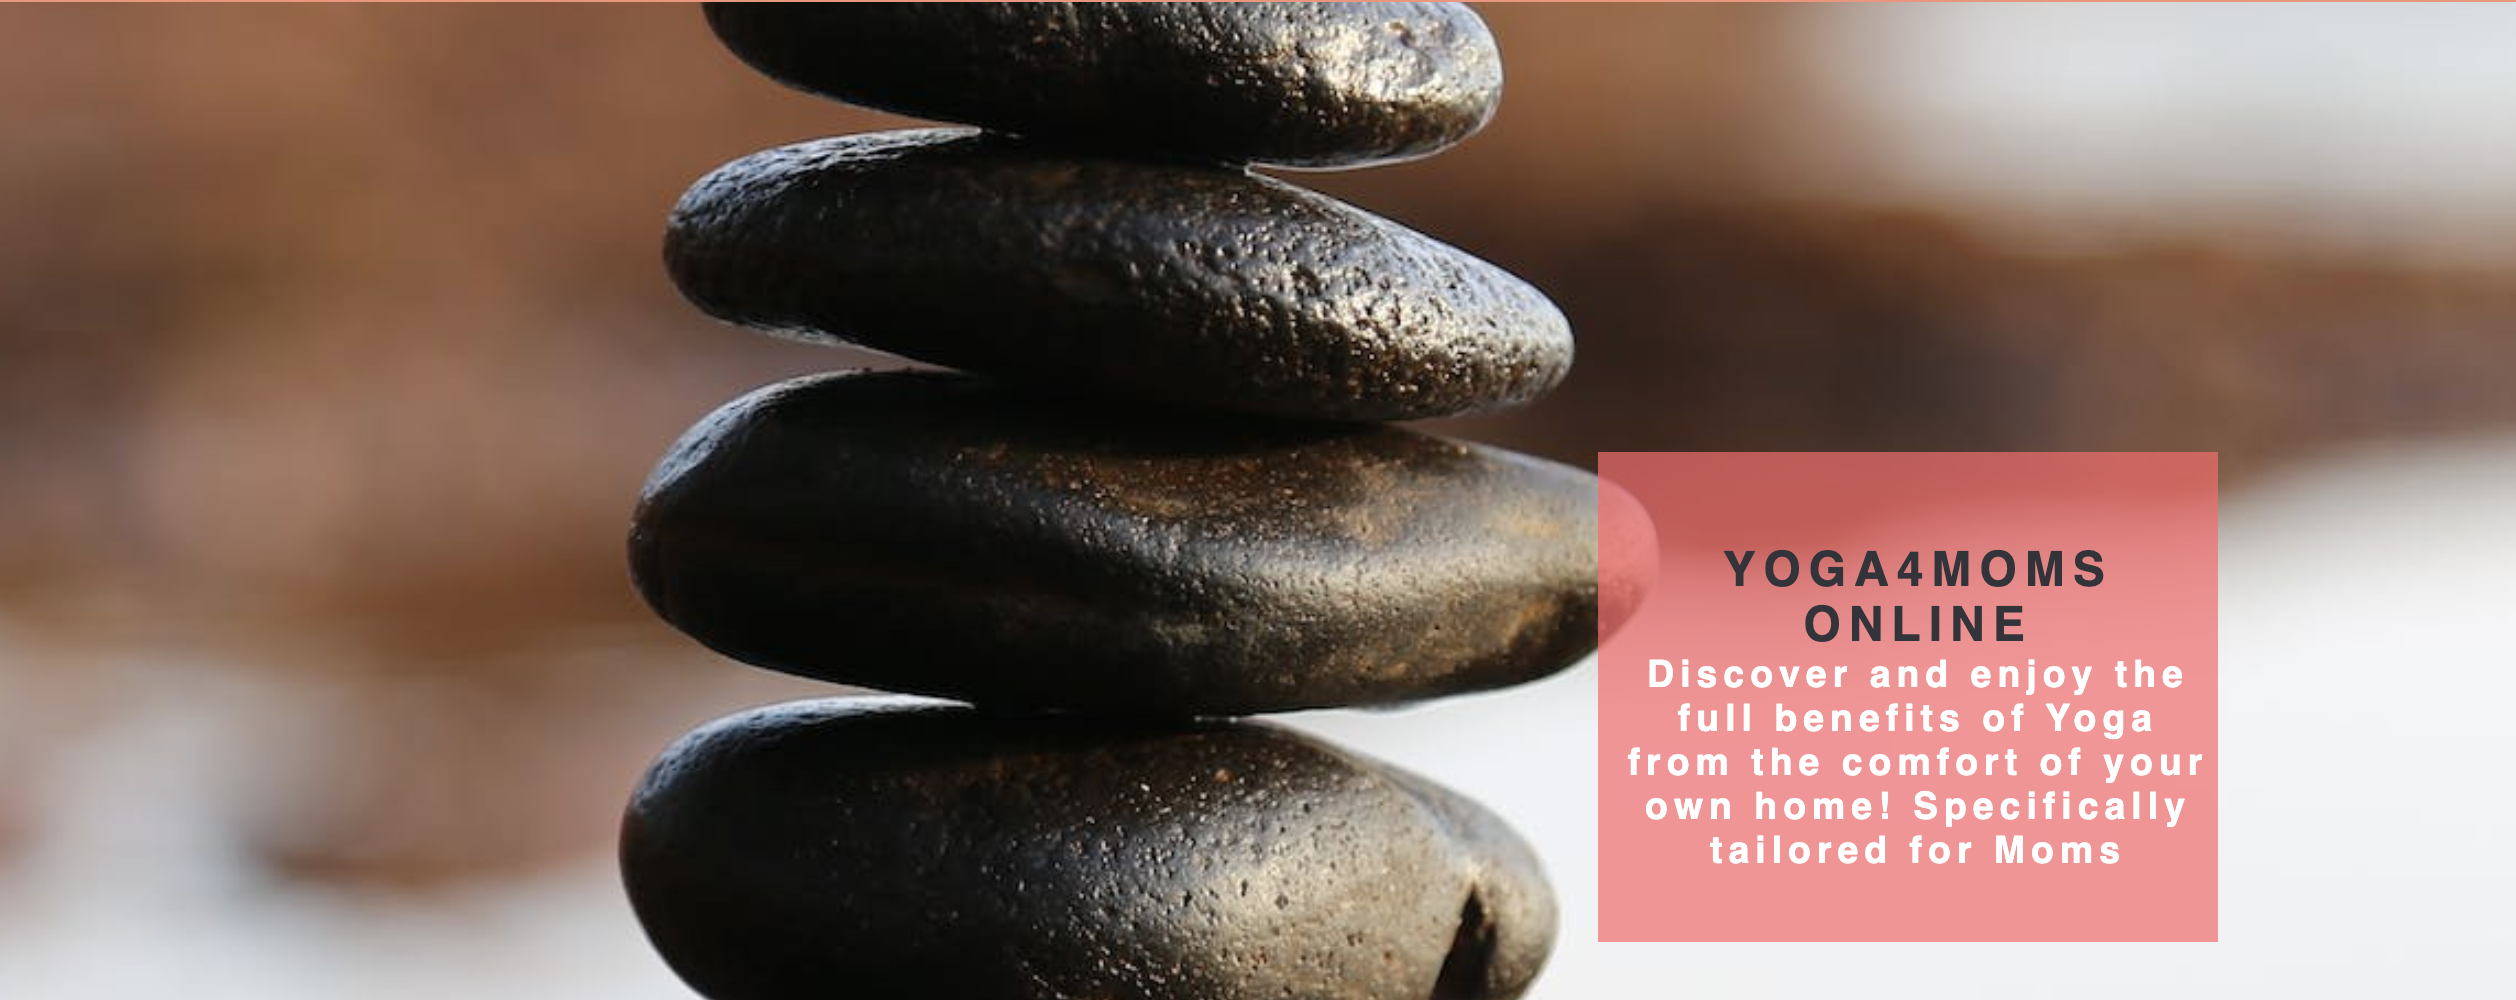 YOGA4MOMS
ONLINE
Discover and enjoy the
full benefits of Yoga
from the comfort of your
own home! Specifically
tailored for Moms